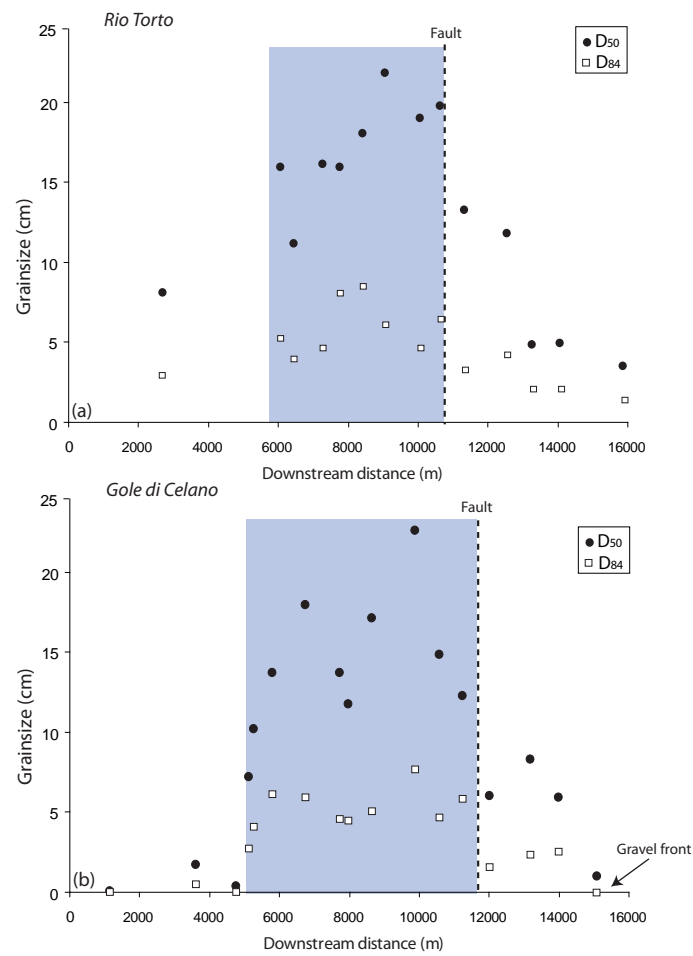 Rio Torto
Fault
D50
D84
25
20
15
10
5
0
Grainsize (cm)
(a)
0 2000 4000 6000 8000 10000 12000 14000 16000
Downstream distance (m)
Gole di Celano
Fault
D50
D84
25
20
15
10
5
0
Grainsize (cm)
Gravel front
(b)
0 2000 4000 6000 8000 10000 12000 14000 16000
Downstream distance (m)